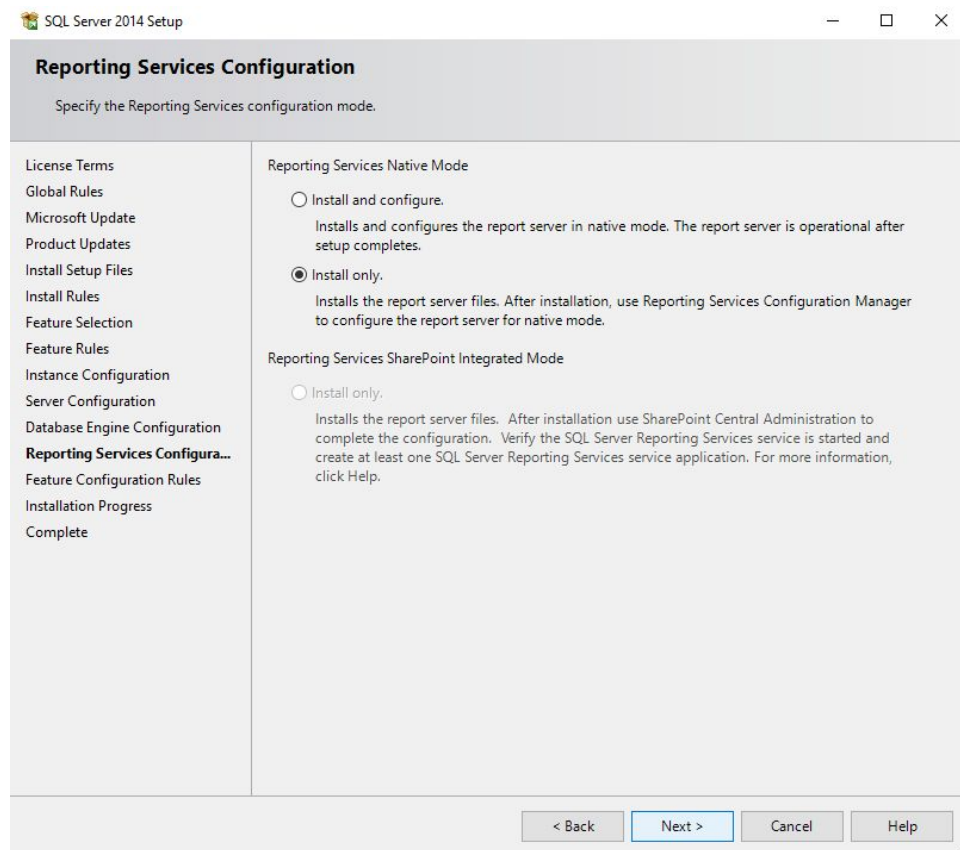 SQL Server 2014 Setup
Reporting Services Configuration
Specify the Reporting Services configuration mode.
License Terms
Global Rules
Microsoft Update
Product Updates
Install Setup Files
Install Rules
Feature Selection
Feature Rules
Instance Configuration
Server Configuration
Database Engine Configuration
Reporting Services Configura...
Feature Configuration Rules
Installation Progress
Complete
Reporting Services Native Mode
Install and configure.
Installs and configures the report server in native mode. The report server is operational after
setup completes.
Install only.
Installs the report server files. After installation, use Reporting Services Configuration Manager
to configure the report server for native mode.
Reporting Services SharePoint Integrated Mode
Install only.
Installs the report server files. After installation use SharePoint Central Administration to
complete the configuration. Verify the SQL Server Reporting Services service is started and
create at least one SQL Server Reporting Services service application. For more information,
click Help.
< Back
Next >
Cancel
Help